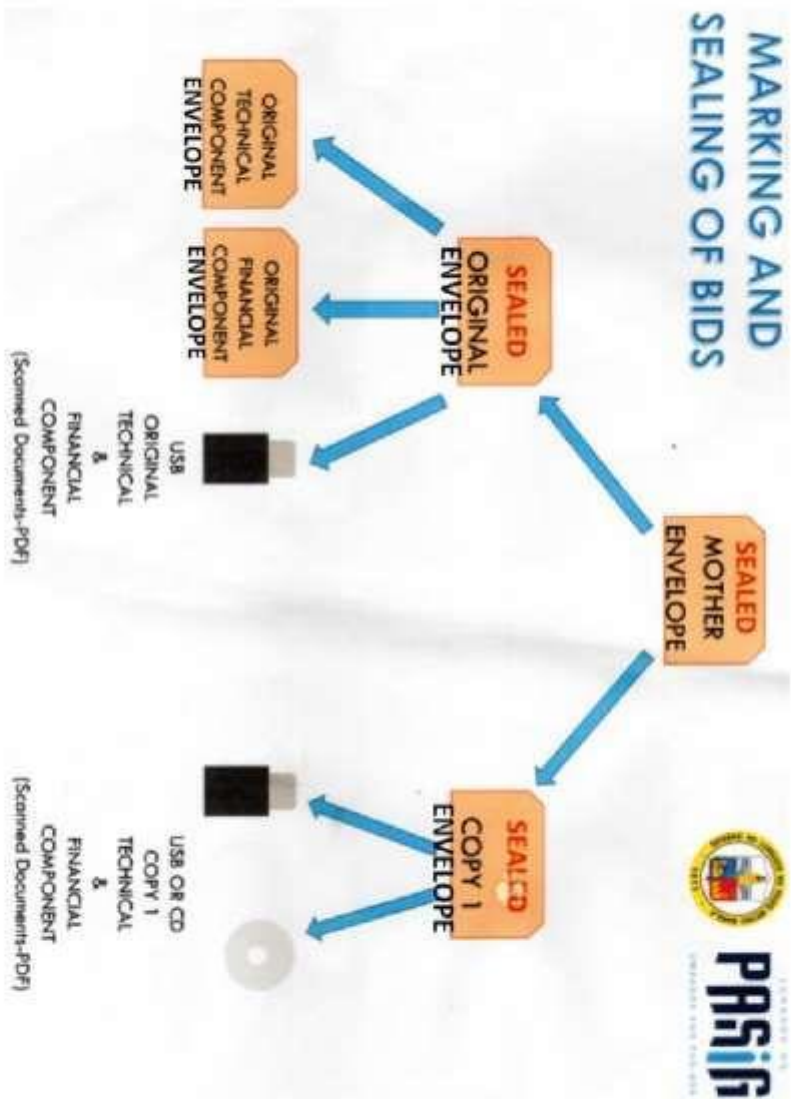 MARKING AND
SEALING OF BIDS
PASIG
SEALED
MOTHER
ENVELOPE
SEALED
ORIGINAL
ENVELOPE
SEALED
COPY 1
ENVELOPE
ORIGINAL
TECHNICAL
COMPONENT
ENVELOPE
ORIGINAL
FINANCIAL
COMPONENT
ENVELOPE
USB
ORIGINAL
TECHNICAL
&
FINANCIAL
COMPONENT
(Scanned Documents-PDF)
USB OR CD
COPY 1
TECHNICAL
&
FINANCIAL
COMPONENT
(Scanned Documents-PDF)